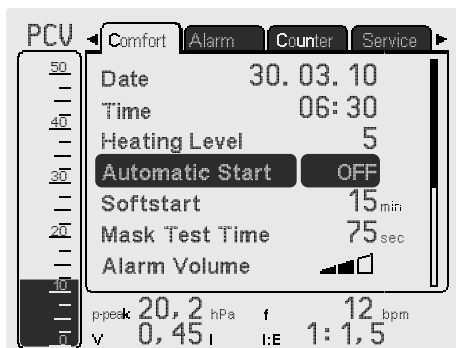 PCV
Comfort Alarm Counter Service
50
40
30
20
10
0
Date 30. 03. 10
Time 06:30
Heating Level 5
Automatic Start OFF
Softstart 15 min
Mask Test Time 75 sec
Alarm Volume
p-peak 20, 2 hPa f 12 bpm
V 0, 45 l I:E 1: 1, 5